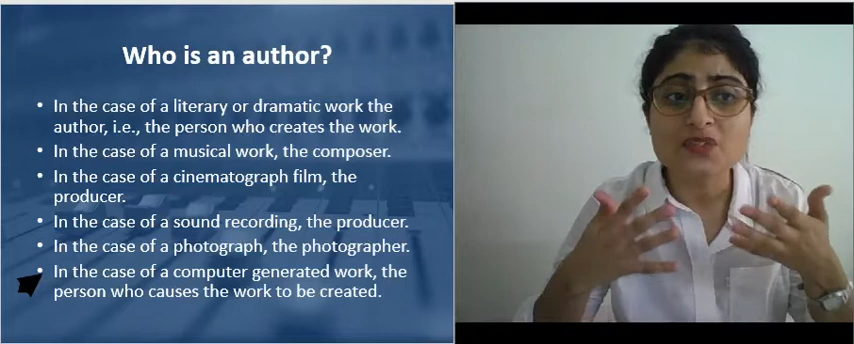 Who is an author?
• In the case of a literary or dramatic work the
author, i.e., the person who creates the work.
• In the case of a musical work, the composer.
• In the case of a cinematograph film, the
producer.
• In the case of a sound recording, the producer.
• In the case of a photograph, the photographer.
• In the case of a computer generated work, the
person who causes the work to be created.